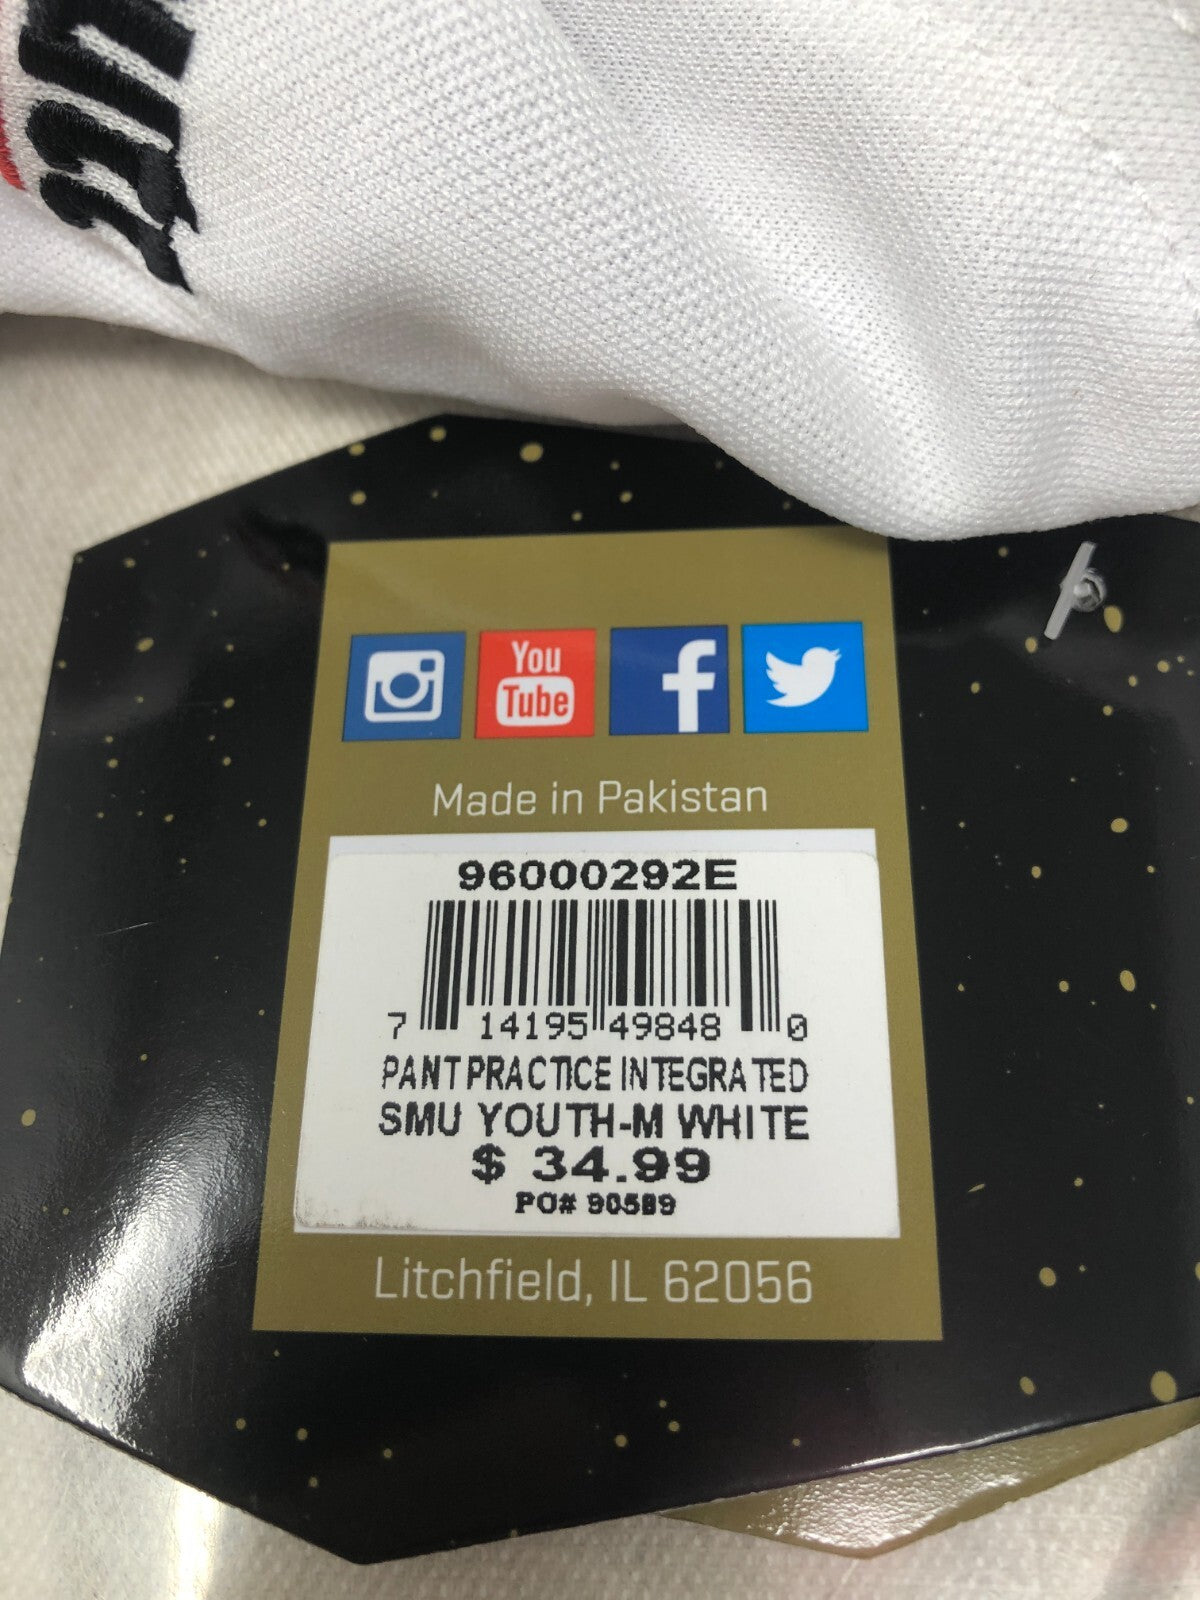 You
Tube
Made in Pakistan
96000292E
7 14195 49848 0
PANT PRACTICE INTEGRATED
SMU YOUTH-M WHITE
$ 34.99
PO# 90589
Litchfield, IL 62056